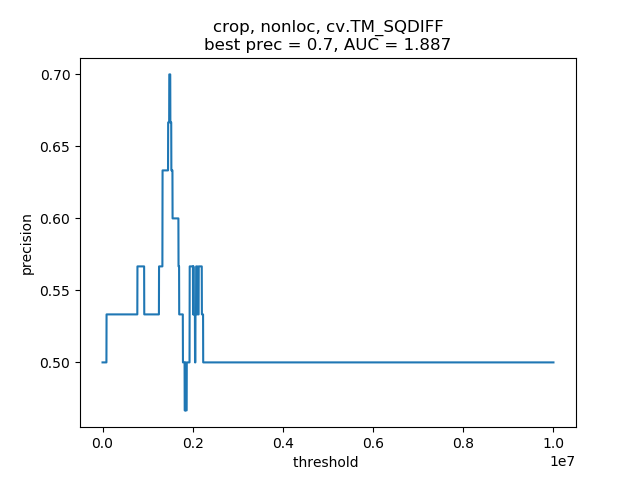 crop, nonloc, cv.TM_SQDIFF
best prec = 0.7, AUC = 1.887
0.70
0.65
0.60
0.55
0.50
precision
0.0 0.2 0.4 0.6 0.8 1.0
1e7
threshold